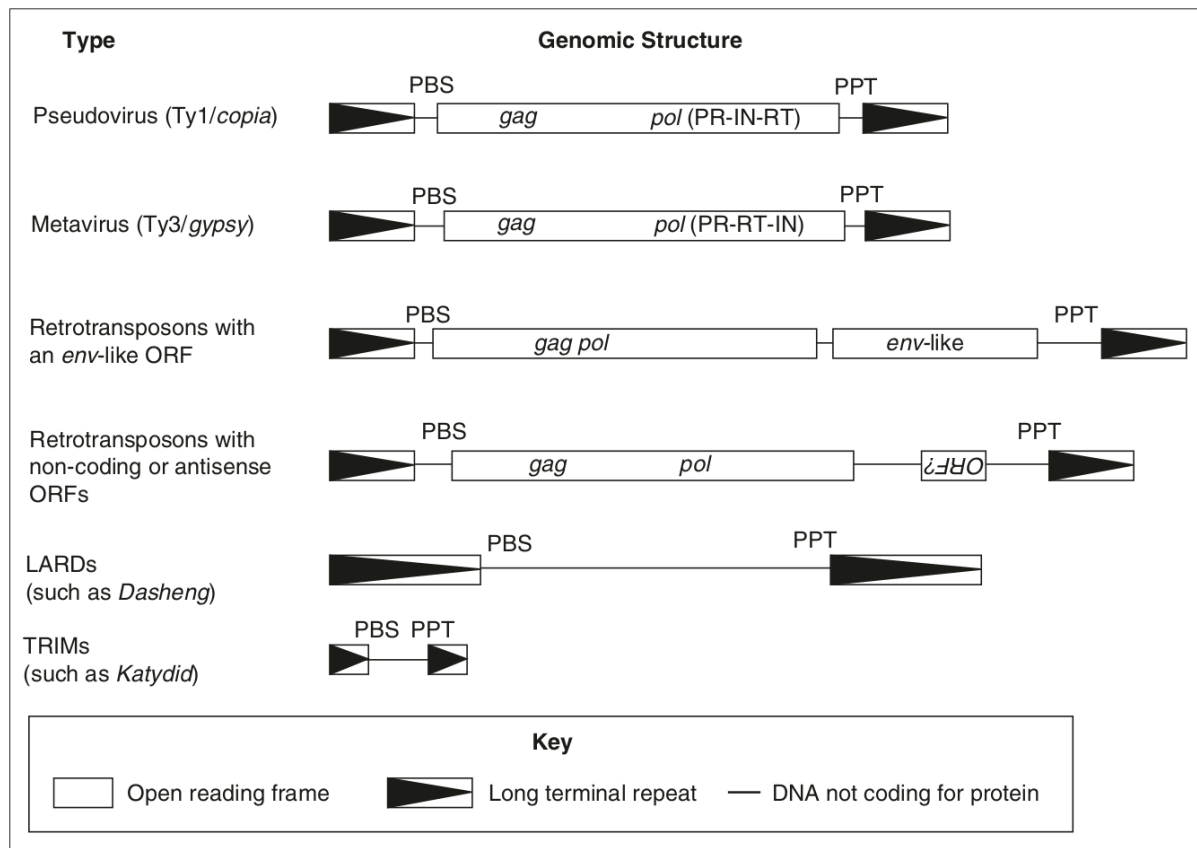 Type Genomic Structure
PBS PPT
Pseudovirus (Ty1/copia) gag pol (PR-IN-RT)
PBS PPT
Metavirus (Ty3/gypsy) gag pol (PR-RT-IN)
PBS PPT
Retrotransposons with
an env-like ORF
gag pol env-like
PBS PPT
Retrotransposons with
non-coding or antisense
ORFs
gag pol ORF?
PBS PPT
LARDs
(such as Dasheng)
PBS PPT
TRIMs
(such as Katydid)
Key
Open reading frame Long terminal repeat DNA not coding for protein